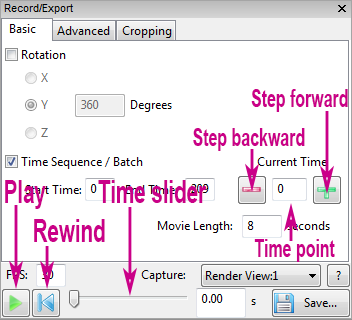 Record/Export
Basic Advanced Cropping
Rotation
X
Y 360 Degrees
Z
Step forward
Step backward
Time Sequence / Batch Current Time
Play Time slider
Start Time: 0 End Time: 209 0
Rewind
Movie Length: 8 seconds
Time point
FPS: 30 Capture: Render View:1 ?
0.00 s Save...